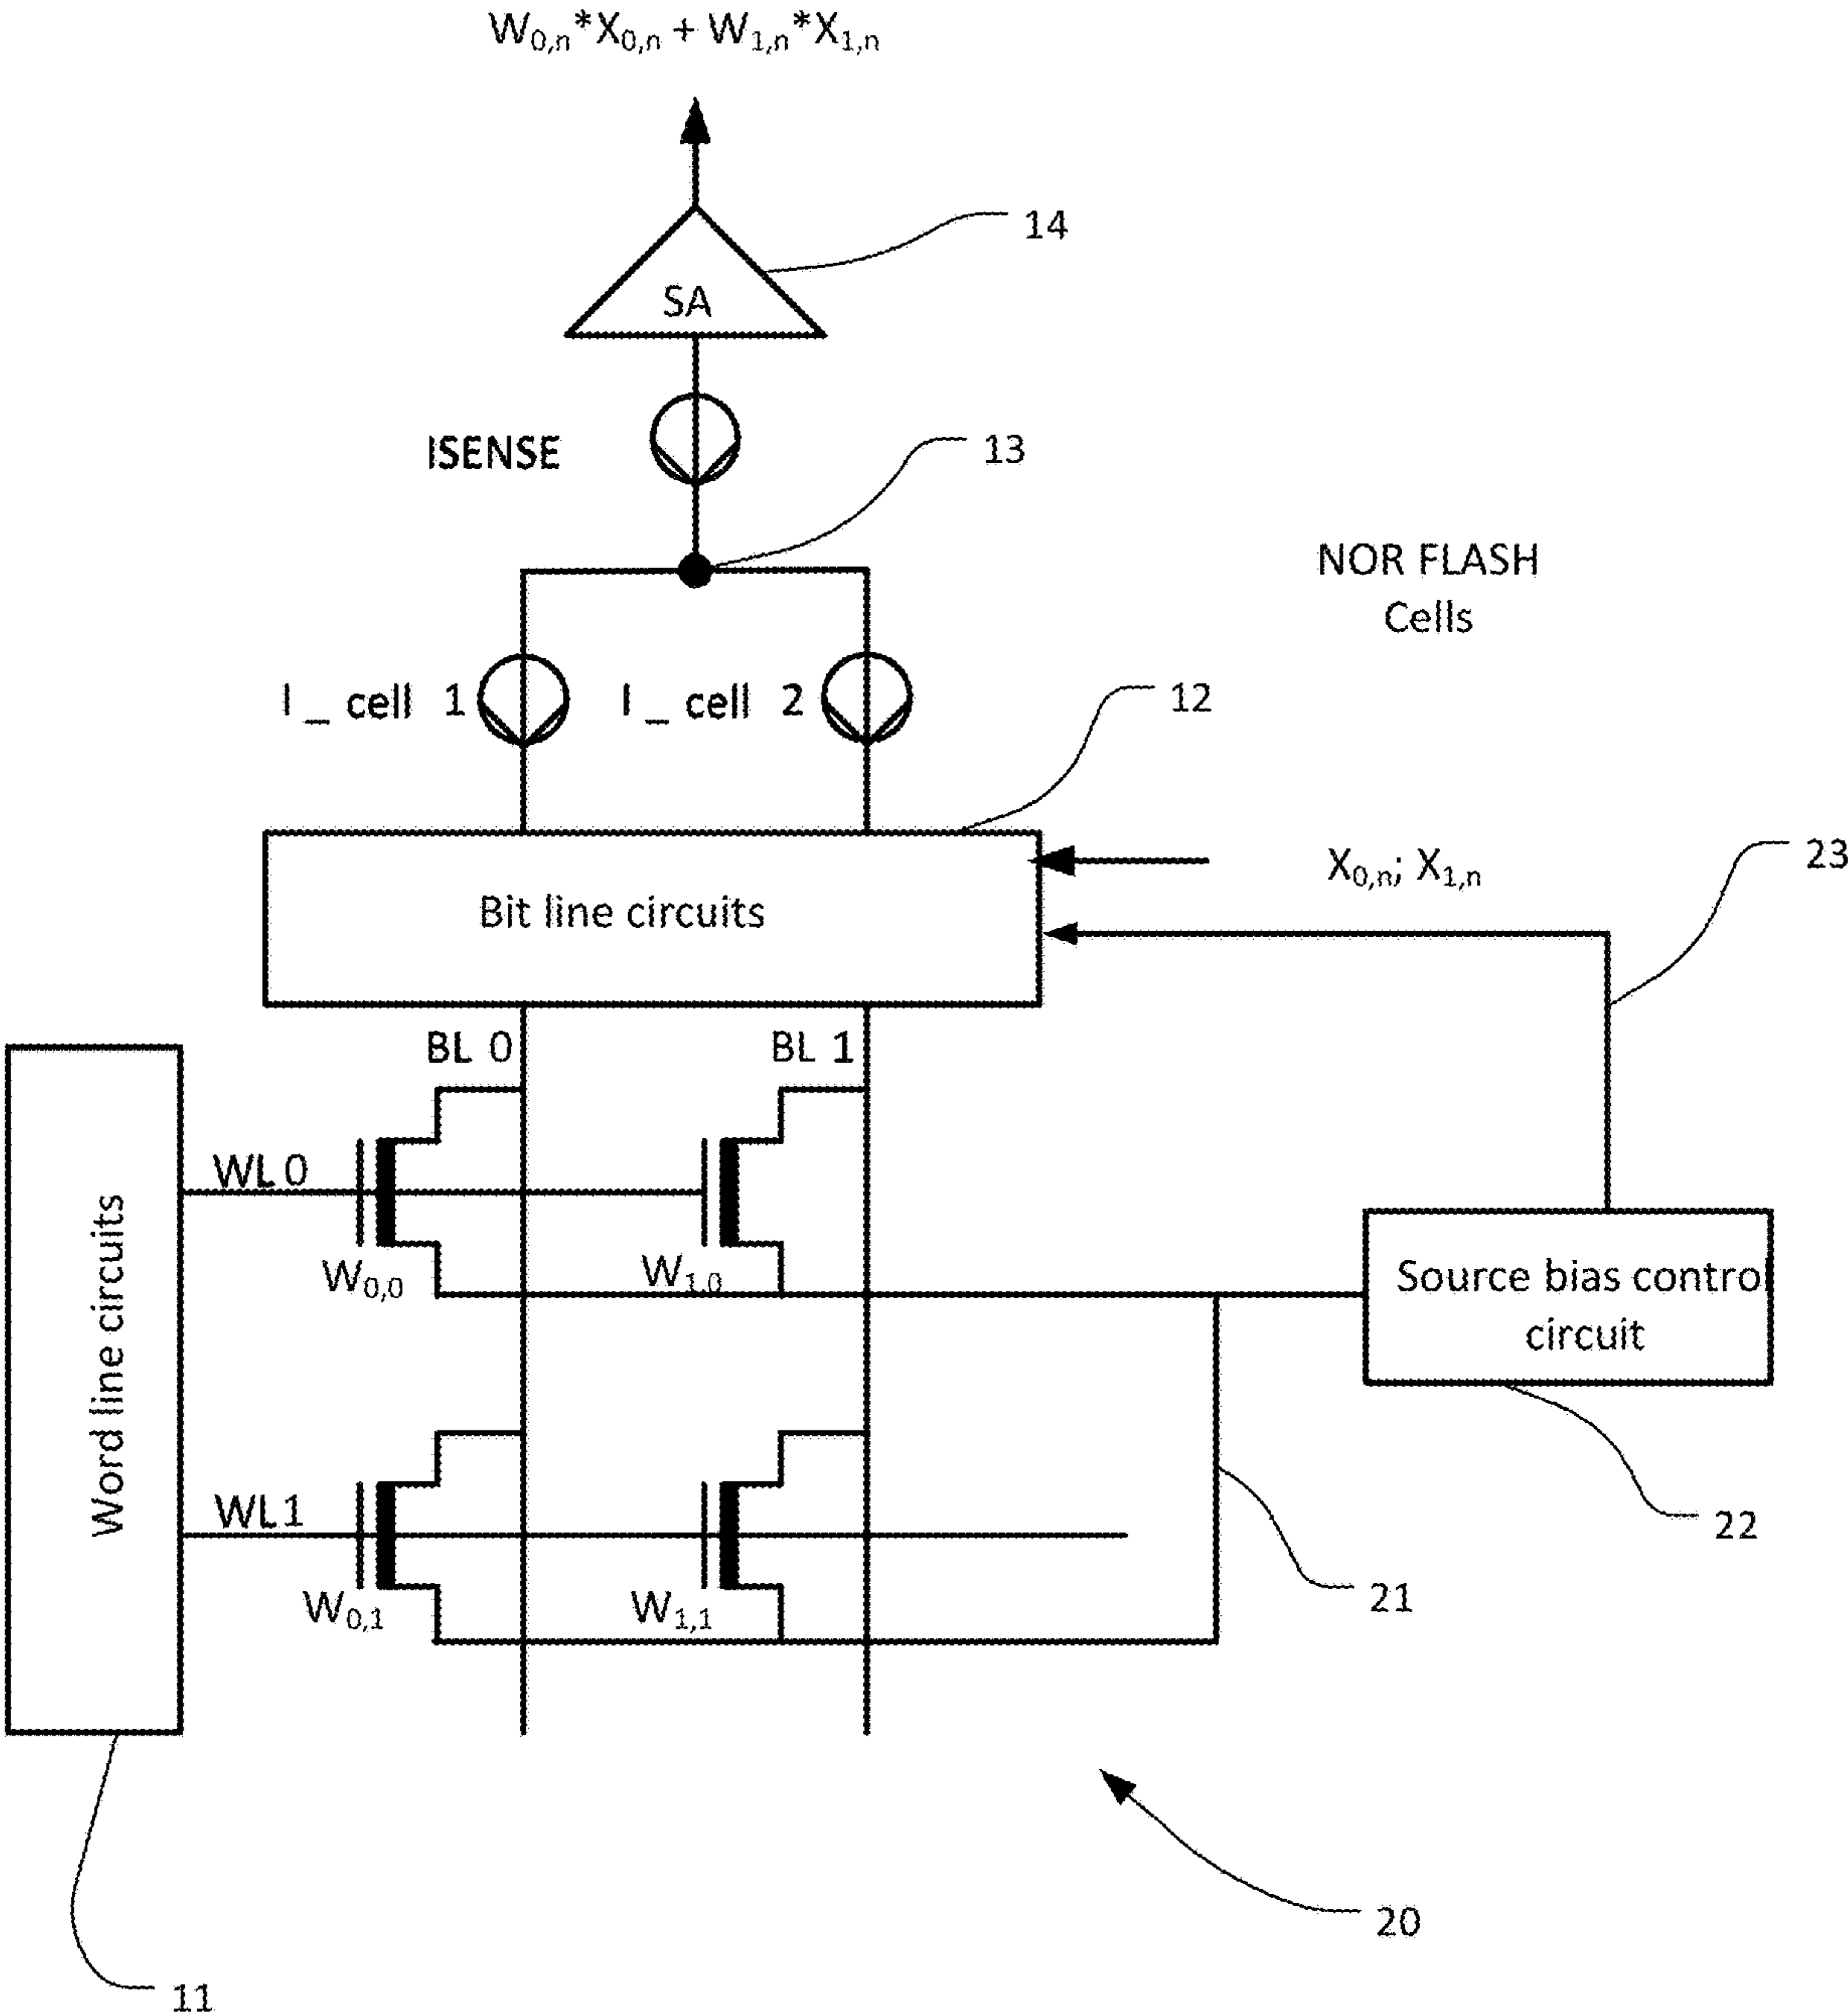 W₀,ₙ*X₀,ₙ + W₁,ₙ*X₁,ₙ
14
SA
ISENSE
13
NOR FLASH
Cells
I _ cell 1
I _ cell 2
12
X₀,ₙ; X₁,ₙ
23
Bit line circuits
BL 0
BL 1
WL 0
Word line circuits
W₀,₀
W₁,₀
Source bias control
circuit
WL 1
22
W₀,₁
W₁,₁
21
20
11